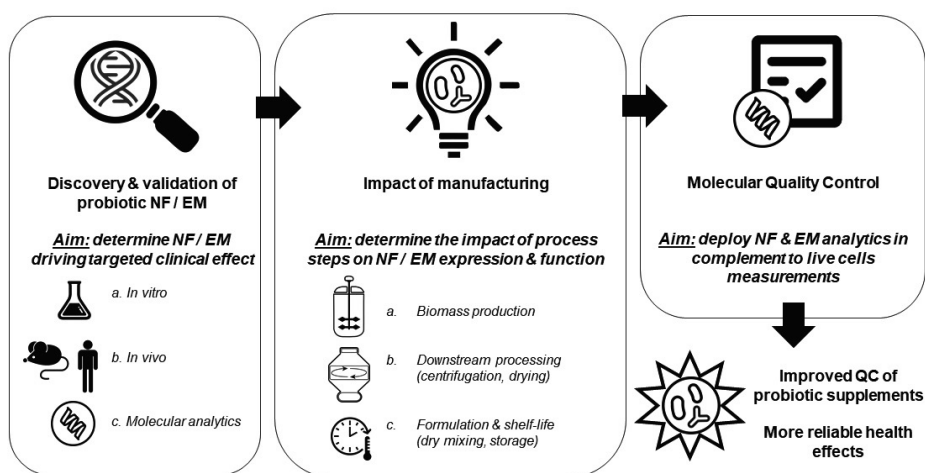 Discovery & validation of
probiotic NF / EM
Aim: determine NF / EM
driving targeted clinical effect
a. In vitro
b. In vivo
c. Molecular analytics
Impact of manufacturing
Aim: determine the impact of process
steps on NF / EM expression & function
a. Biomass production
b. Downstream processing
(centrifugation, drying)
c. Formulation & shelf-life
(dry mixing, storage)
Molecular Quality Control
Aim: deploy NF & EM analytics in
complement to live cells
measurements
Improved QC of
probiotic supplements
More reliable health
effects